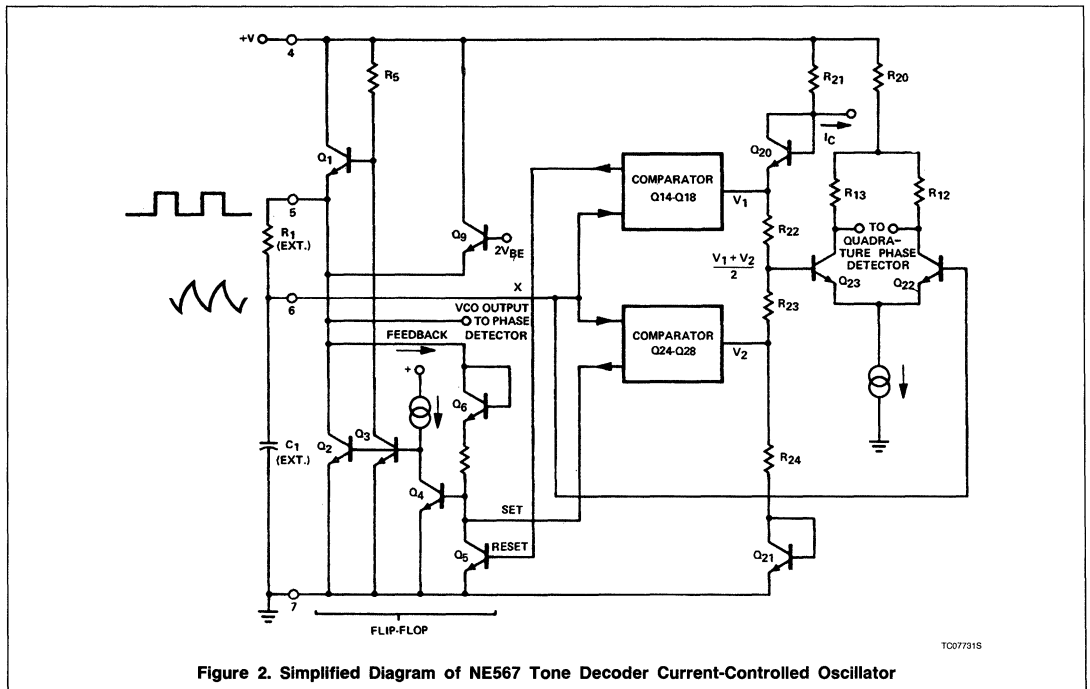 +V
4
R5
R21
R20
IC
Q1
Q20
COMPARATOR
Q14-Q18
V1
R13
R12
5
R1
(EXT.)
Q9
2VBE
R22
TO
QUADRA-
TURE PHASE
DETECTOR
V1 + V2
2
Q23
Q22
X
6
VCO OUTPUT
TO PHASE
DETECTOR
FEEDBACK
R23
COMPARATOR
Q24-Q28
V2
+
Q6
C1
(EXT.)
Q2
Q3
Q4
R24
SET
RESET
Q5
Q21
7
FLIP-FLOP
TC07731S
Figure 2. Simplified Diagram of NE567 Tone Decoder Current-Controlled Oscillator